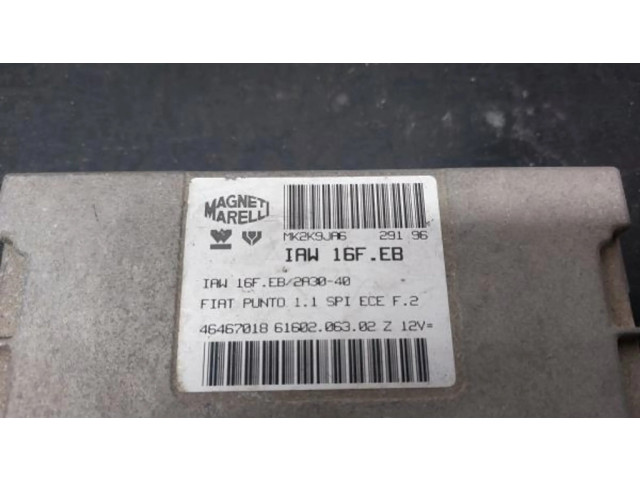 MAGNETI
MARELLI
MK2K9JA6 291 96
IAW 16F.EB
IAW 16F.EB/2A30-40
FIAT PUNTO 1.1 SPI ECE F.2
46467018 61602.063.02 Z 12V=